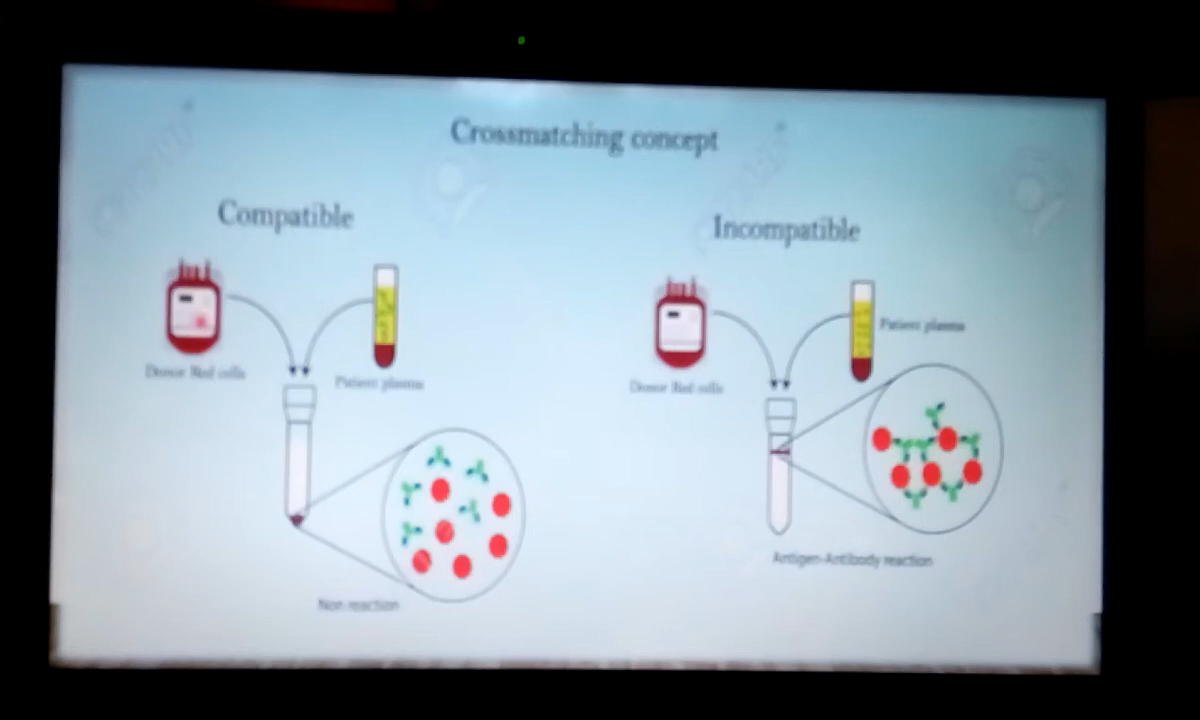 Crossmatching concept
Compatible
Incompatible
Donor Red cells
Patient plasma
Donor Red cells
Patient plasma
Non reaction
Antigen-Antibody reaction